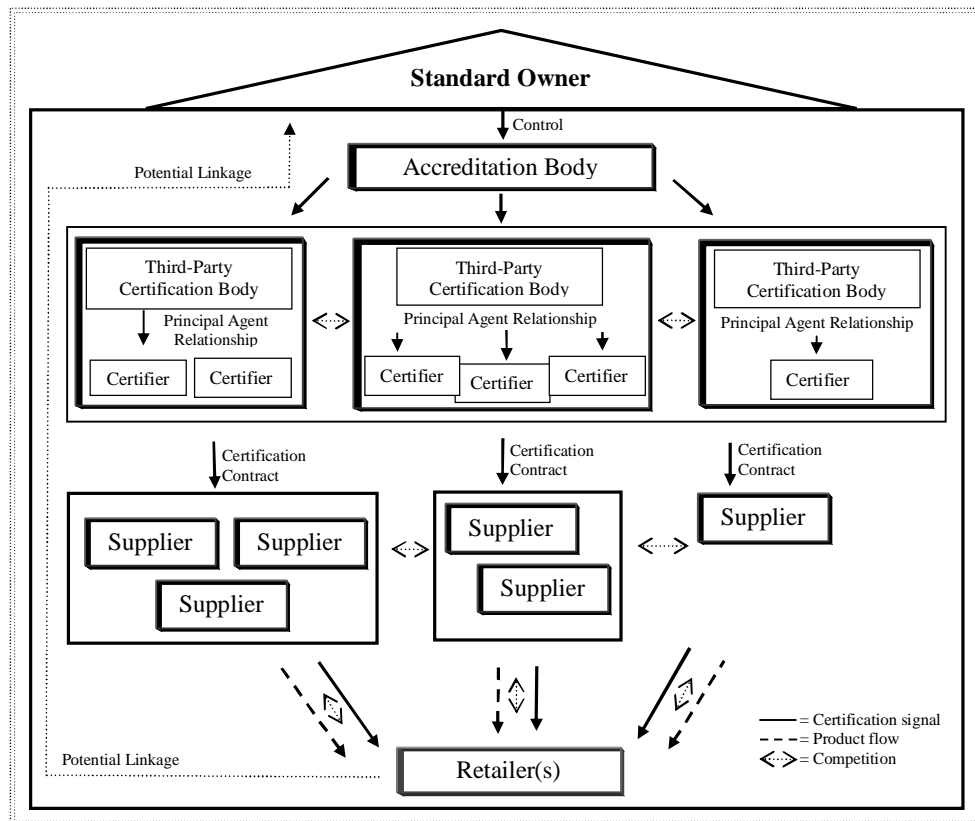 Standard Owner
Control
Potential Linkage
Accreditation Body
Third-Party
Certification Body
Principal Agent
Relationship
Certifier
Certifier
Third-Party
Certification Body
Principal Agent Relationship
Certifier
Certifier
Certifier
Third-Party
Certification Body
Principal Agent Relationship
Certifier
Certification
Contract
Certification
Contract
Certification
Contract
Supplier
Supplier
Supplier
Supplier
Supplier
Supplier
= Certification signal
= Product flow
= Competition
Potential Linkage
Retailer(s)